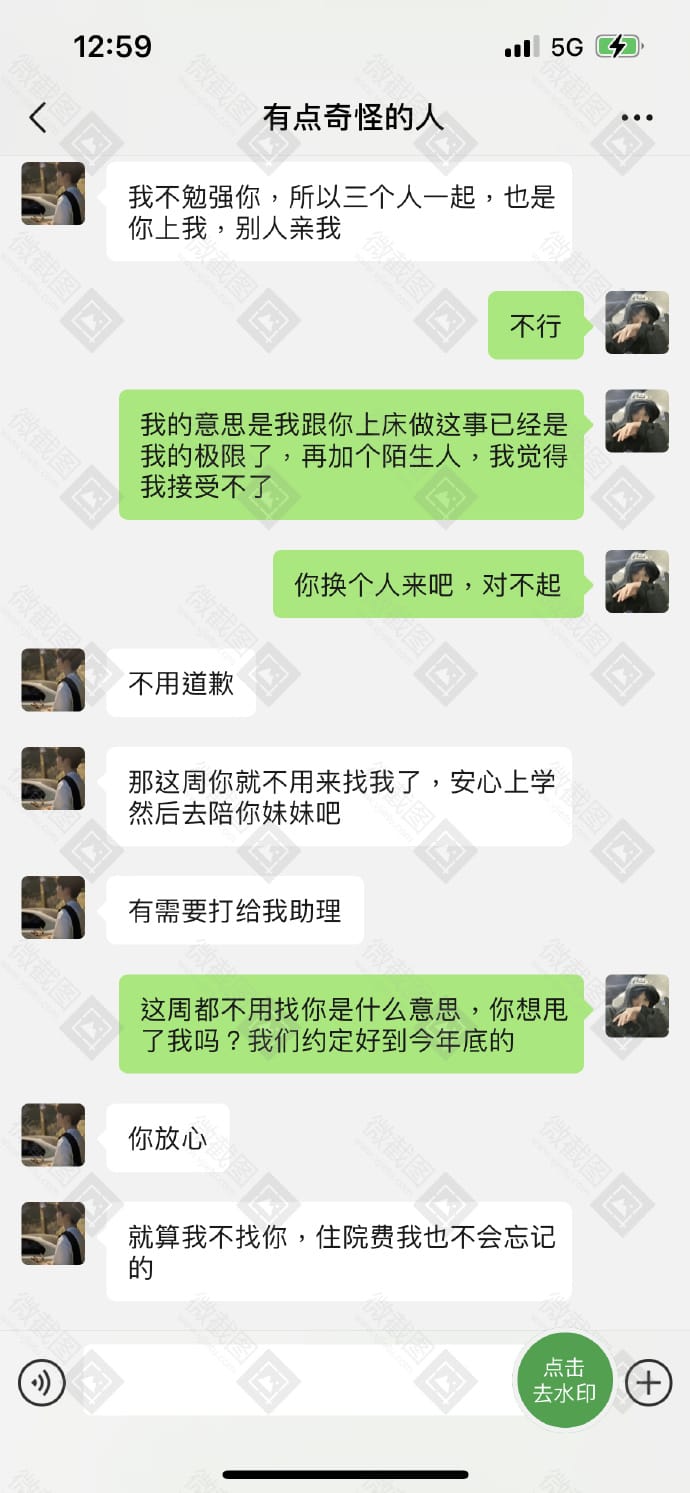 12:59
5G
有点奇怪的人
我不勉强你，所以三个人一起，也是
你上我，别人亲我
不行
我的意思是我跟你上床做这事已经是
我的极限了，再加个陌生人，我觉得
我接受不了
你换个人来吧，对不起
不用道歉
那这周你就不用来找我了，安心上学
然后去陪你妹妹吧
有需要打给我助理
这周都不用找你是什么意思，你想甩
了我吗？我们约定好到今年底的
你放心
就算我不找你，住院费我也不会忘记
的
点击
去水印
微截图